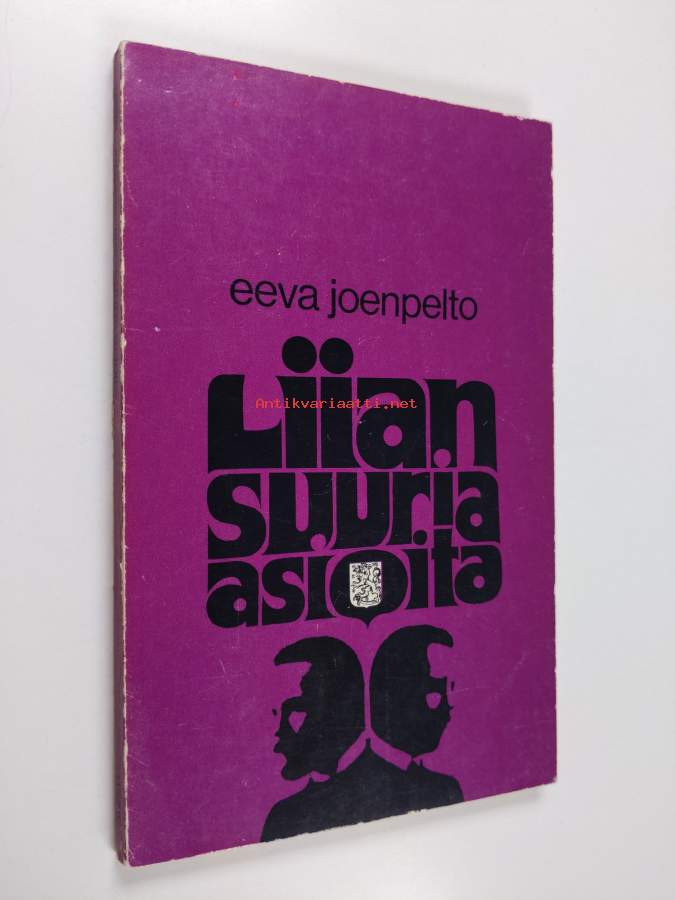 eeva joenpelto
Liian
Antikvariaatti.net
suuria
asioita